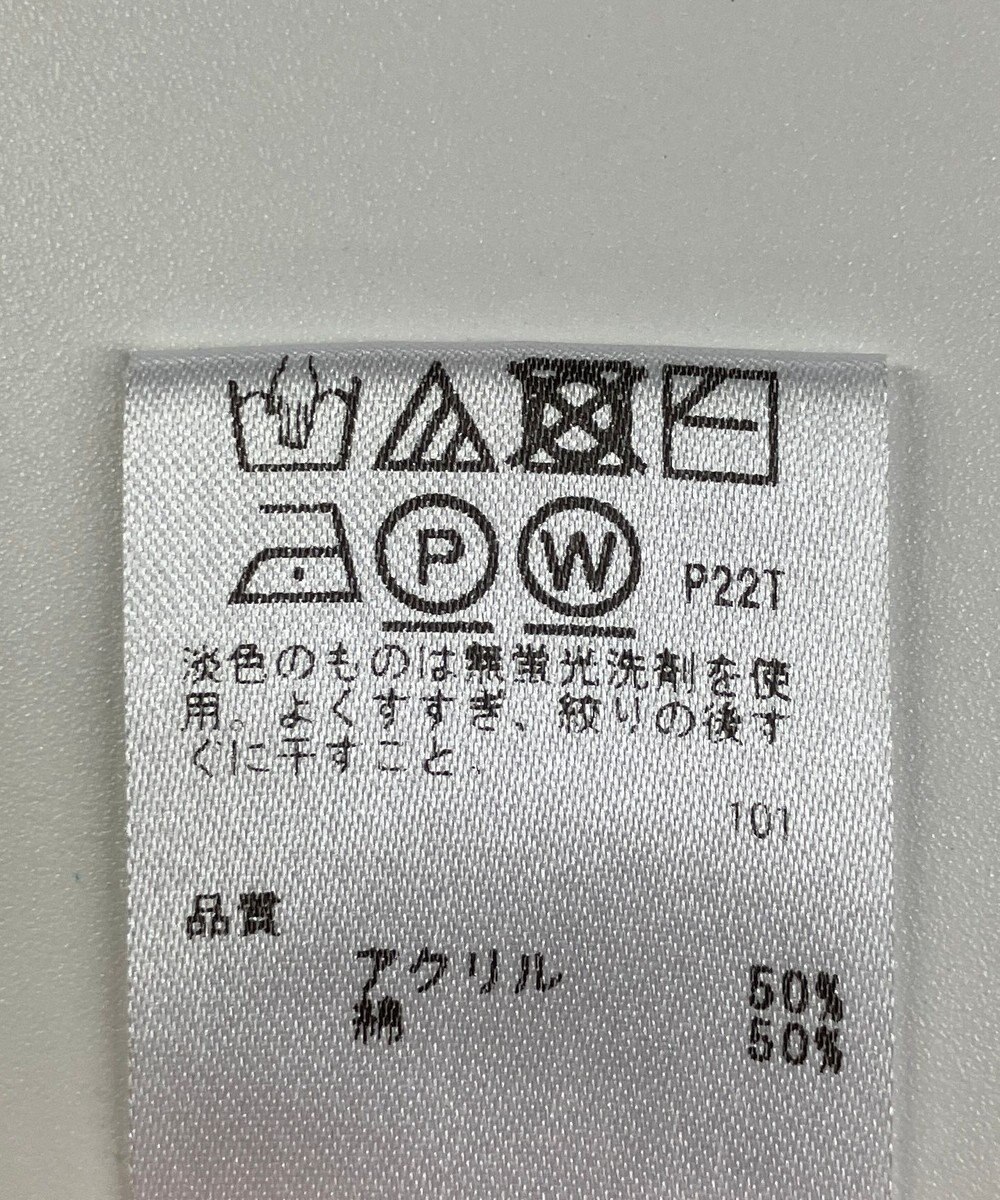 P W P22T
淡色のものは無蛍光洗剤を使
用。よくすすぎ、絞りの後す
ぐに干すこと。
101
品質
アクリル 50%
綿 50%